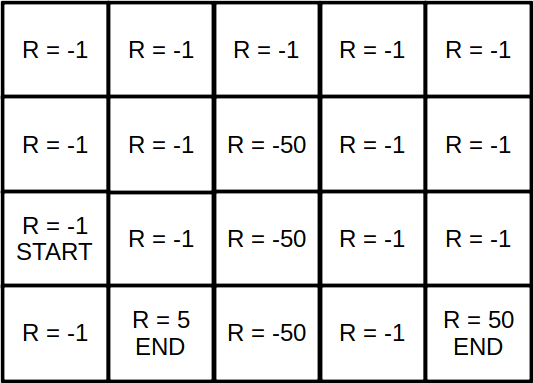 R = -1
R = -1
R = -1
R = -1
R = -1
R = -1
R = -1
R = -50
R = -1
R = -1
R = -1
START
R = -1
R = -50
R = -1
R = -1
R = -1
R = 5
END
R = -50
R = -1
R = 50
END